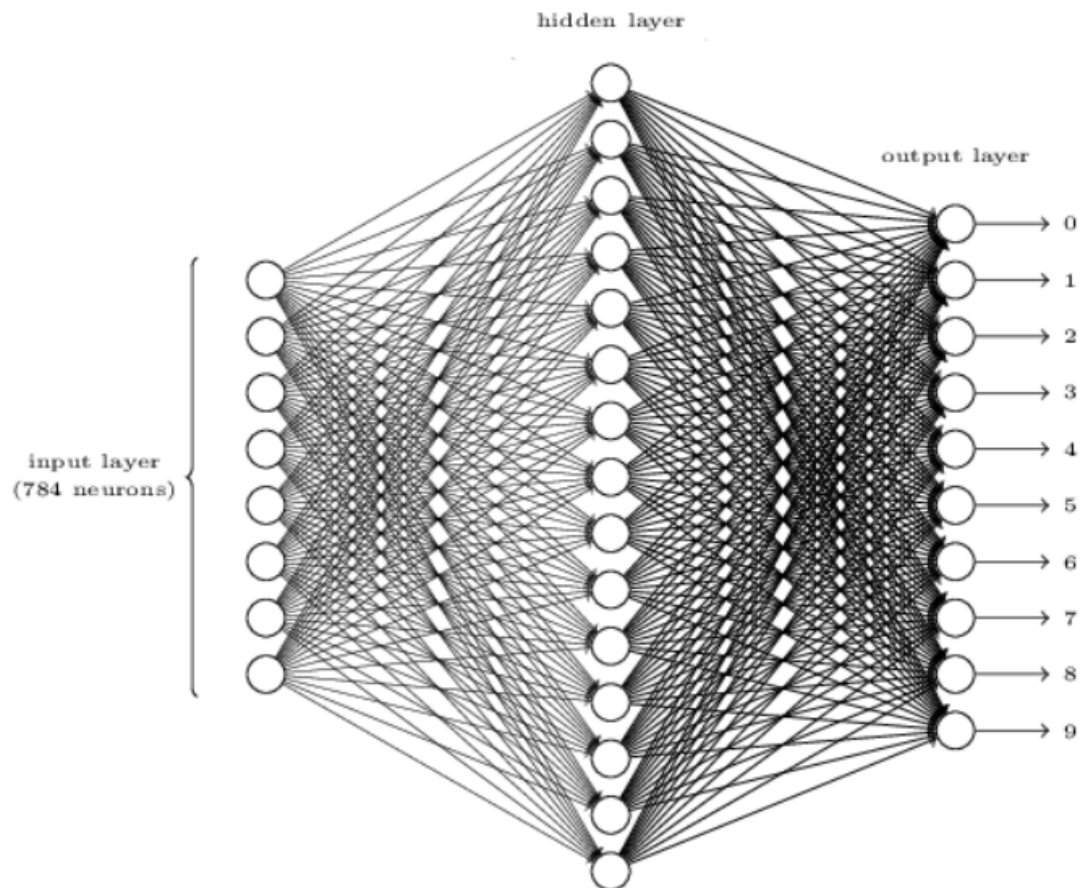 hidden layer
output layer
0
1
2
3
input layer
(784 neurons)
4
5
6
7
8
9